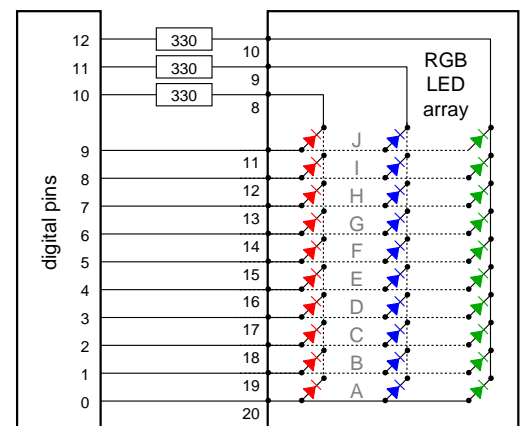 12 330 10
RGB
11 330 9
LED
10 330 8
array
J
9 11
I
8 12
H
7 13
G
6 14
F
5 15
E
4 16
D
3 17
C
2 18
B
1 19
A
0 20
digital pins